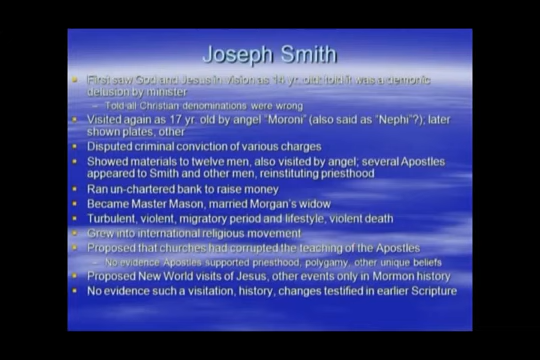 Joseph Smith
First saw God and Jesus in vision as 14 yr. old; told it was a demonic
delusion by minister
– Told all Christian denominations were wrong
Visited again as 17 yr. old by angel "Moroni" (also said as "Nephi"?); later
shown plates, other
Disputed criminal conviction of various charges
Showed materials to twelve men, also visited by angel; several Apostles
appeared to Smith and other men, reinstituting priesthood
Ran un-chartered bank to raise money
Became Master Mason, married Morgan's widow
Turbulent, violent, migratory period and lifestyle, violent death
Grew into international religious movement
Proposed that churches had corrupted the teaching of the Apostles
– No evidence Apostles supported priesthood, polygamy, other unique beliefs
Proposed New World visits of Jesus, other events only in Mormon history
No evidence such a visitation, history, changes testified in earlier Scripture